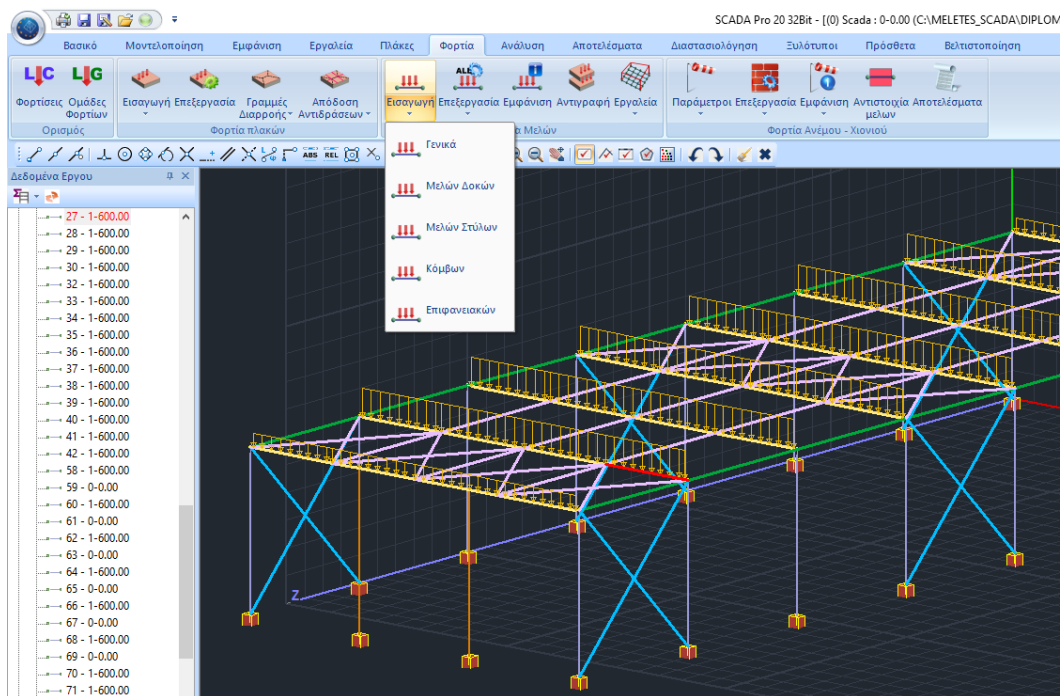 SCADA Pro 20 32Bit - [(0) Scada : 0-0.00 (C:\MELETES_SCADA\DIPLOM
Βασικό Μοντελοποίηση Εμφάνιση Εργαλεία Πλάκες Φορτία Ανάλυση Αποτελέσματα Διαστασιολόγηση Ξυλότυποι Πρόσθετα Βελτιστοποίηση
LC LG ALL
Φορτίσεις Ομάδες Φορτίων Εισαγωγή Επεξεργασία Γραμμές Διαρροής Απόδοση Αντιδράσεων Εισαγωγή Επεξεργασία Εμφάνιση Αντιγραφή Εργαλεία Παράμετροι Επεξεργασία Εμφάνιση Αντιστοιχία μελων Αποτελέσματα
Ορισμός Φορτία πλακών α Μελών Φορτία Ανέμου - Χιονιού
ABS REL
Δεδομένα Εργου
27 - 1-600.00
28 - 1-600.00
29 - 1-600.00
30 - 1-600.00
32 - 1-600.00
33 - 1-600.00
34 - 1-600.00
35 - 1-600.00
36 - 1-600.00
37 - 1-600.00
38 - 1-600.00
39 - 1-600.00
40 - 1-600.00
41 - 1-600.00
42 - 1-600.00
58 - 1-600.00
59 - 0-0.00
60 - 1-600.00
61 - 0-0.00
62 - 1-600.00
63 - 0-0.00
64 - 1-600.00
65 - 0-0.00
66 - 1-600.00
67 - 0-0.00
68 - 1-600.00
69 - 0-0.00
70 - 1-600.00
71 - 1-600.00
Γενικά
Μελών Δοκών
Μελών Στύλων
Κόμβων
Επιφανειακών
Z